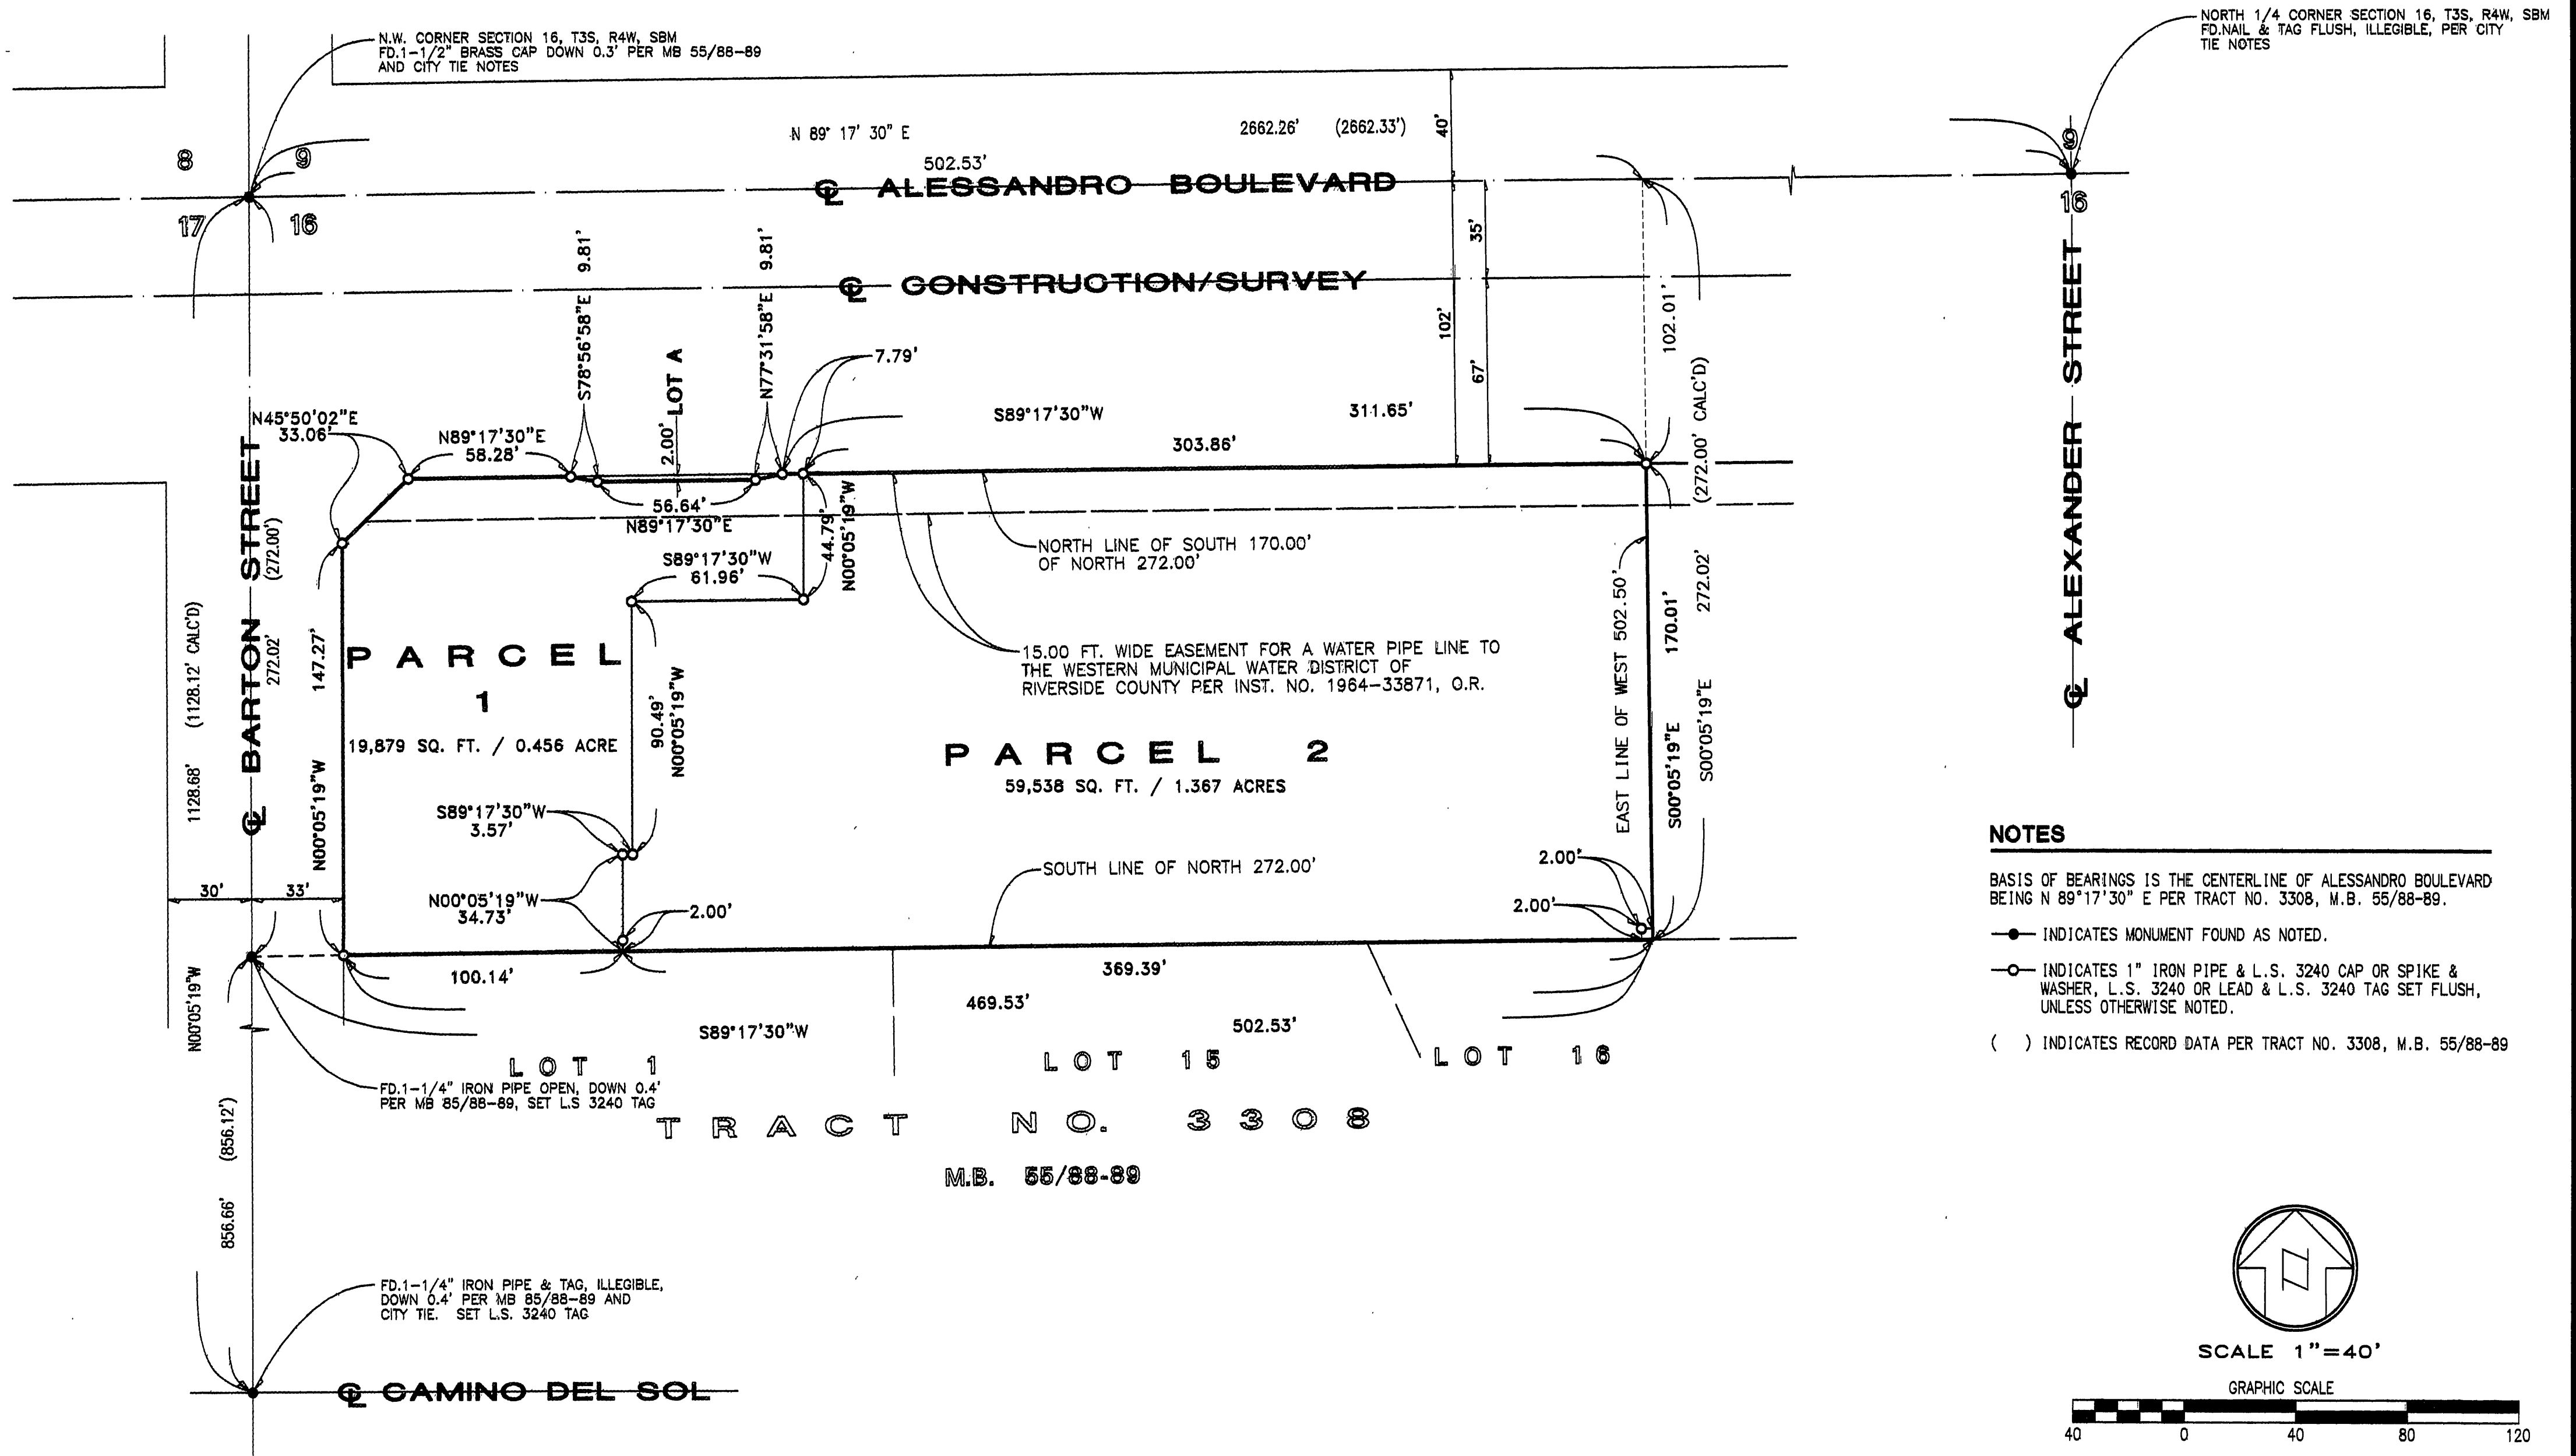 N.W. CORNER SECTION 16, T3S, R4W, SBM
FD.1-1/2" BRASS CAP DOWN 0.3' PER MB 55/88-89
AND CITY TIE NOTES
NORTH 1/4 CORNER SECTION 16, T3S, R4W, SBM
FD.NAIL & TAG FLUSH, ILLEGIBLE, PER CITY
TIE NOTES
8
9
17
16
9
16
N 89° 17' 30" E
2662.26' (2662.33')
40'
502.53'
℄ ALESSANDRO BOULEVARD
35'
℄ CONSTRUCTION/SURVEY
102'
67'
102.01'
(272.00' CALC'D)
S78°56'58"E 9.81'
2.00' LOT A
N77°31'58"E 9.81'
7.79'
S89°17'30"W
311.65'
303.86'
N45°50'02"E
33.06'
N89°17'30"E
58.28'
56.64'
N89°17'30"E
44.79'
N00°05'19"W
S89°17'30"W
61.96'
NORTH LINE OF SOUTH 170.00'
OF NORTH 272.00'
15.00 FT. WIDE EASEMENT FOR A WATER PIPE LINE TO
THE WESTERN MUNICIPAL WATER DISTRICT OF
RIVERSIDE COUNTY PER INST. NO. 1964-33871, O.R.
℄ BARTON STREET
272.02' (272.00')
1128.68' (1128.12' CALC'D)
N00°05'19"W 147.27'
PARCEL
1
19,879 SQ. FT. / 0.456 ACRE
90.49'
N00°05'19"W
PARCEL 2
59,538 SQ. FT. / 1.367 ACRES
EAST LINE OF WEST 502.50'
S00°05'19"E 170.01'
S00°05'19"E 272.02'
℄ ALEXANDER STREET
S89°17'30"W
3.57'
N00°05'19"W
34.73'
2.00'
SOUTH LINE OF NORTH 272.00'
2.00'
2.00'
30'
33'
100.14'
369.39'
469.53'
S89°17'30"W
502.53'
N00°05'19"W
LOT 1
LOT 15
LOT 16
FD.1-1/4" IRON PIPE OPEN, DOWN 0.4'
PER MB 85/88-89, SET L.S 3240 TAG
TRACT NO. 3308
M.B. 55/88-89
856.66' (856.12')
FD.1-1/4" IRON PIPE & TAG, ILLEGIBLE,
DOWN 0.4' PER MB 85/88-89 AND
CITY TIE. SET L.S. 3240 TAG
℄ CAMINO DEL SOL
NOTES
BASIS OF BEARINGS IS THE CENTERLINE OF ALESSANDRO BOULEVARD
BEING N 89°17'30" E PER TRACT NO. 3308, M.B. 55/88-89.
INDICATES MONUMENT FOUND AS NOTED.
INDICATES 1" IRON PIPE & L.S. 3240 CAP OR SPIKE &
WASHER, L.S. 3240 OR LEAD & L.S. 3240 TAG SET FLUSH,
UNLESS OTHERWISE NOTED.
( ) INDICATES RECORD DATA PER TRACT NO. 3308, M.B. 55/88-89
N
SCALE 1"=40'
GRAPHIC SCALE
40 0 40 80 120